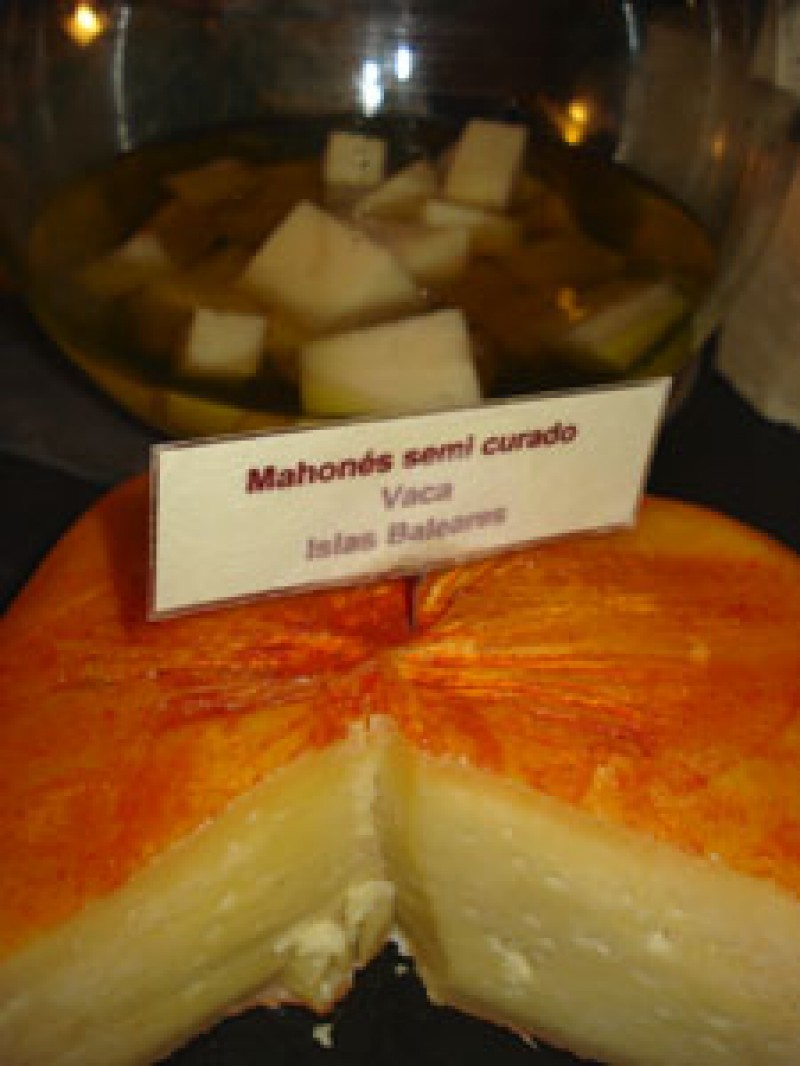 Mahonés semi curado
Vaca
Islas Baleares